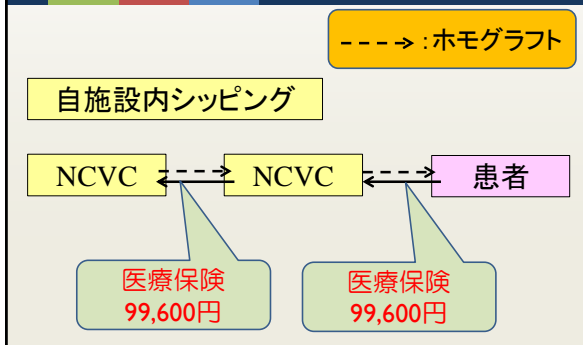 ---->:ホモグラフト
自施設内シッピング
NCVC
NCVC
患者
医療保険
99,600円
医療保険
99,600円